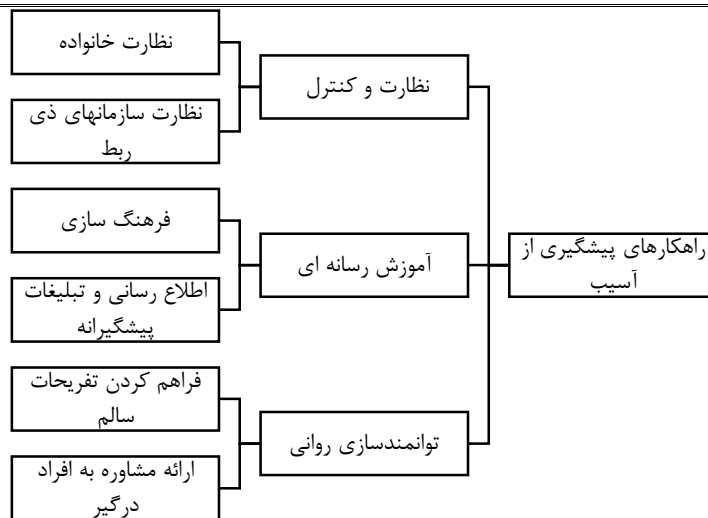 راهکارهای پیشگیری از
آسیب
نظارت و کنترل
نظارت خانواده
نظارت سازمانهای ذی
ربط
آموزش رسانه ای
فرهنگ سازی
اطلاع رسانی و تبلیغات
پیشگیرانه
توانمندسازی روانی
فراهم کردن تفریحات
سالم
ارائه مشاوره به افراد
درگیر